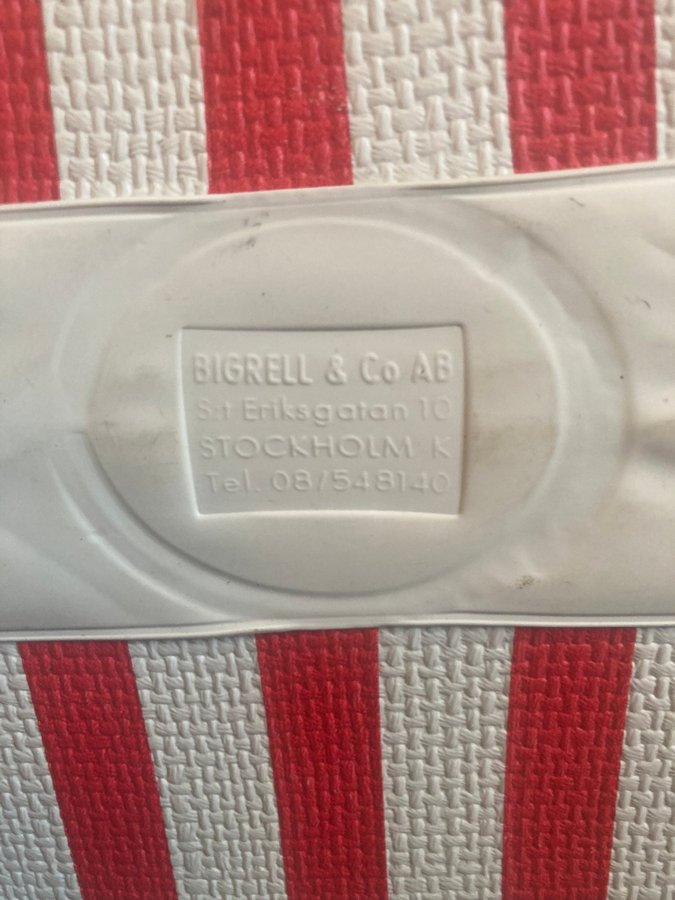 BIGRELL & Co AB
S:t Eriksgatan 10
STOCKHOLM K
Tel. 08/548140